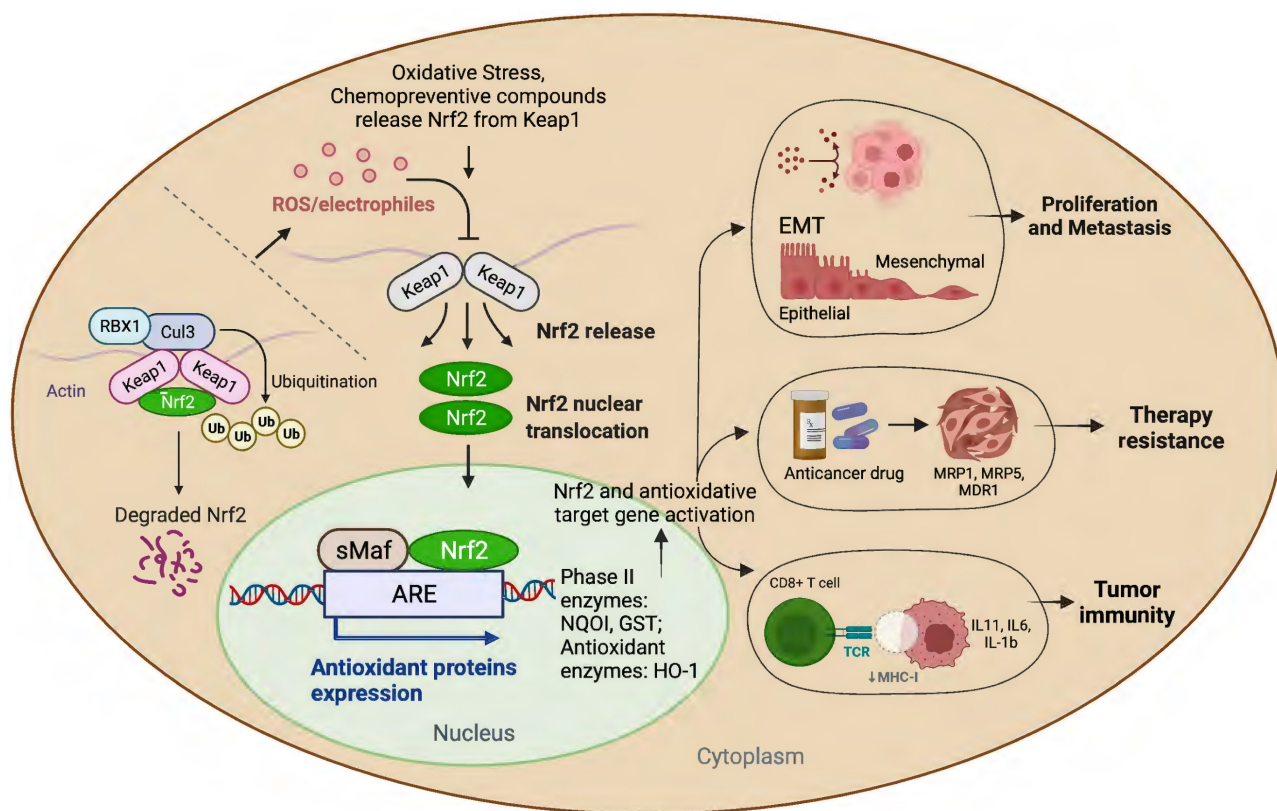 Oxidative Stress,
Chemopreventive compounds
release Nrf2 from Keap1
ROS/electrophiles
Keap1
Keap1
Nrf2 release
Nrf2
Nrf2
Nrf2 nuclear
translocation
RBX1
Cul3
Actin
Keap1
Keap1
Nrf2
Ubiquitination
Ub
Ub
Ub
Ub
Degraded Nrf2
sMaf
Nrf2
ARE
Antioxidant proteins
expression
Nrf2 and antioxidative
target gene activation
Phase II
enzymes:
NQOI, GST;
Antioxidant
enzymes: HO-1
Nucleus
Cytoplasm
EMT
Mesenchymal
Epithelial
Proliferation
and Metastasis
Rx
Anticancer drug
MRP1, MRP5,
MDR1
Therapy
resistance
CD8+ T cell
TCR
↓MHC-I
IL11, IL6,
IL-1b
Tumor
immunity